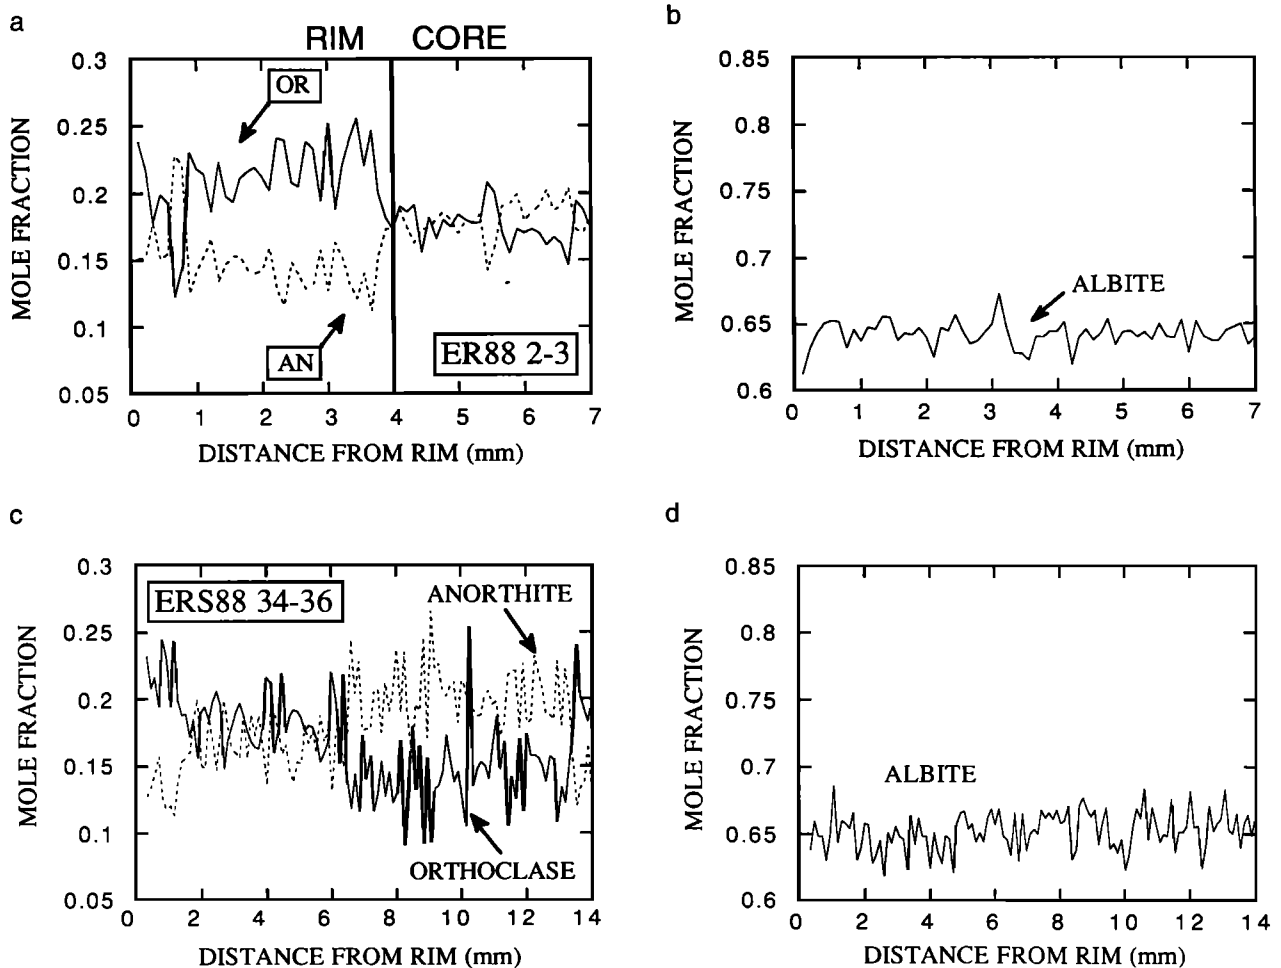 a
RIM CORE
0.3
0.25
0.2
0.15
0.1
0.05
MOLE FRACTION
OR
AN
ER88 2-3
0 1 2 3 4 5 6 7
DISTANCE FROM RIM (mm)
b
0.85
0.8
0.75
0.7
0.65
0.6
MOLE FRACTION
ALBITE
0 1 2 3 4 5 6 7
DISTANCE FROM RIM (mm)
c
0.3
0.25
0.2
0.15
0.1
0.05
MOLE FRACTION
ERS88 34-36
ANORTHITE
ORTHOCLASE
0 2 4 6 8 10 12 14
DISTANCE FROM RIM (mm)
d
0.85
0.8
0.75
0.7
0.65
0.6
MOLE FRACTION
ALBITE
0 2 4 6 8 10 12 14
DISTANCE FROM RIM (mm)